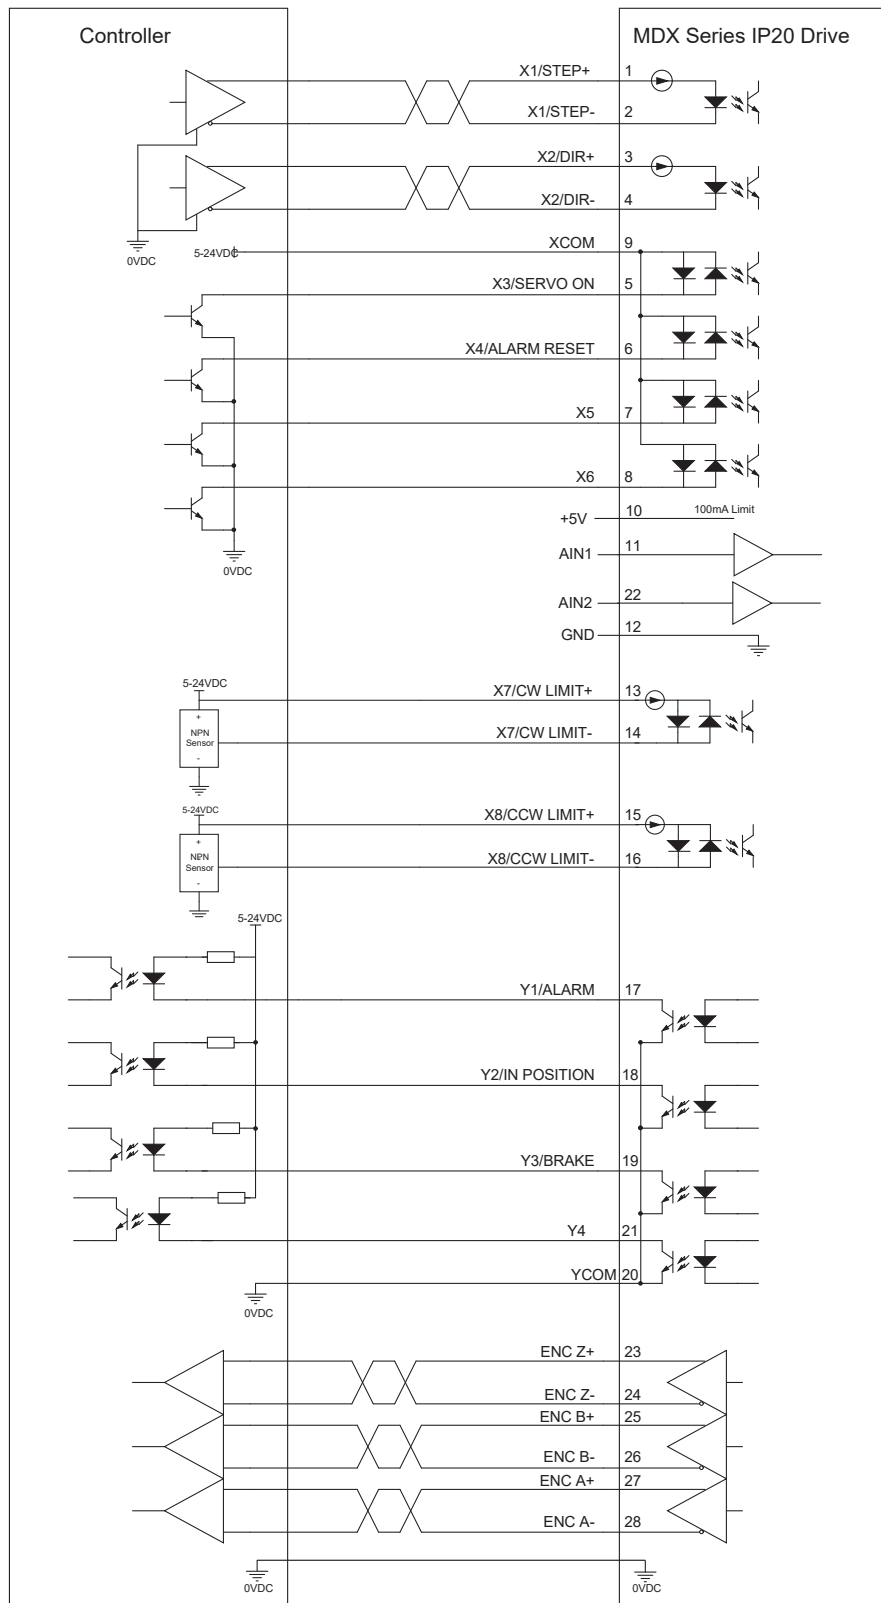 Controller
MDX Series IP20 Drive
X1/STEP+ 1
X1/STEP- 2
X2/DIR+ 3
X2/DIR- 4
0VDC
5-24VDC
XCOM 9
X3/SERVO ON 5
X4/ALARM RESET 6
X5 7
X6 8
0VDC
+5V 10 100mA Limit
AIN1 11
AIN2 22
GND 12
5-24VDC
+
NPN
Sensor
-
X7/CW LIMIT+ 13
X7/CW LIMIT- 14
5-24VDC
+
NPN
Sensor
-
X8/CCW LIMIT+ 15
X8/CCW LIMIT- 16
5-24VDC
Y1/ALARM 17
Y2/IN POSITION 18
Y3/BRAKE 19
Y4 21
YCOM 20
0VDC
ENC Z+ 23
ENC Z- 24
ENC B+ 25
ENC B- 26
ENC A+ 27
ENC A- 28
0VDC
0VDC